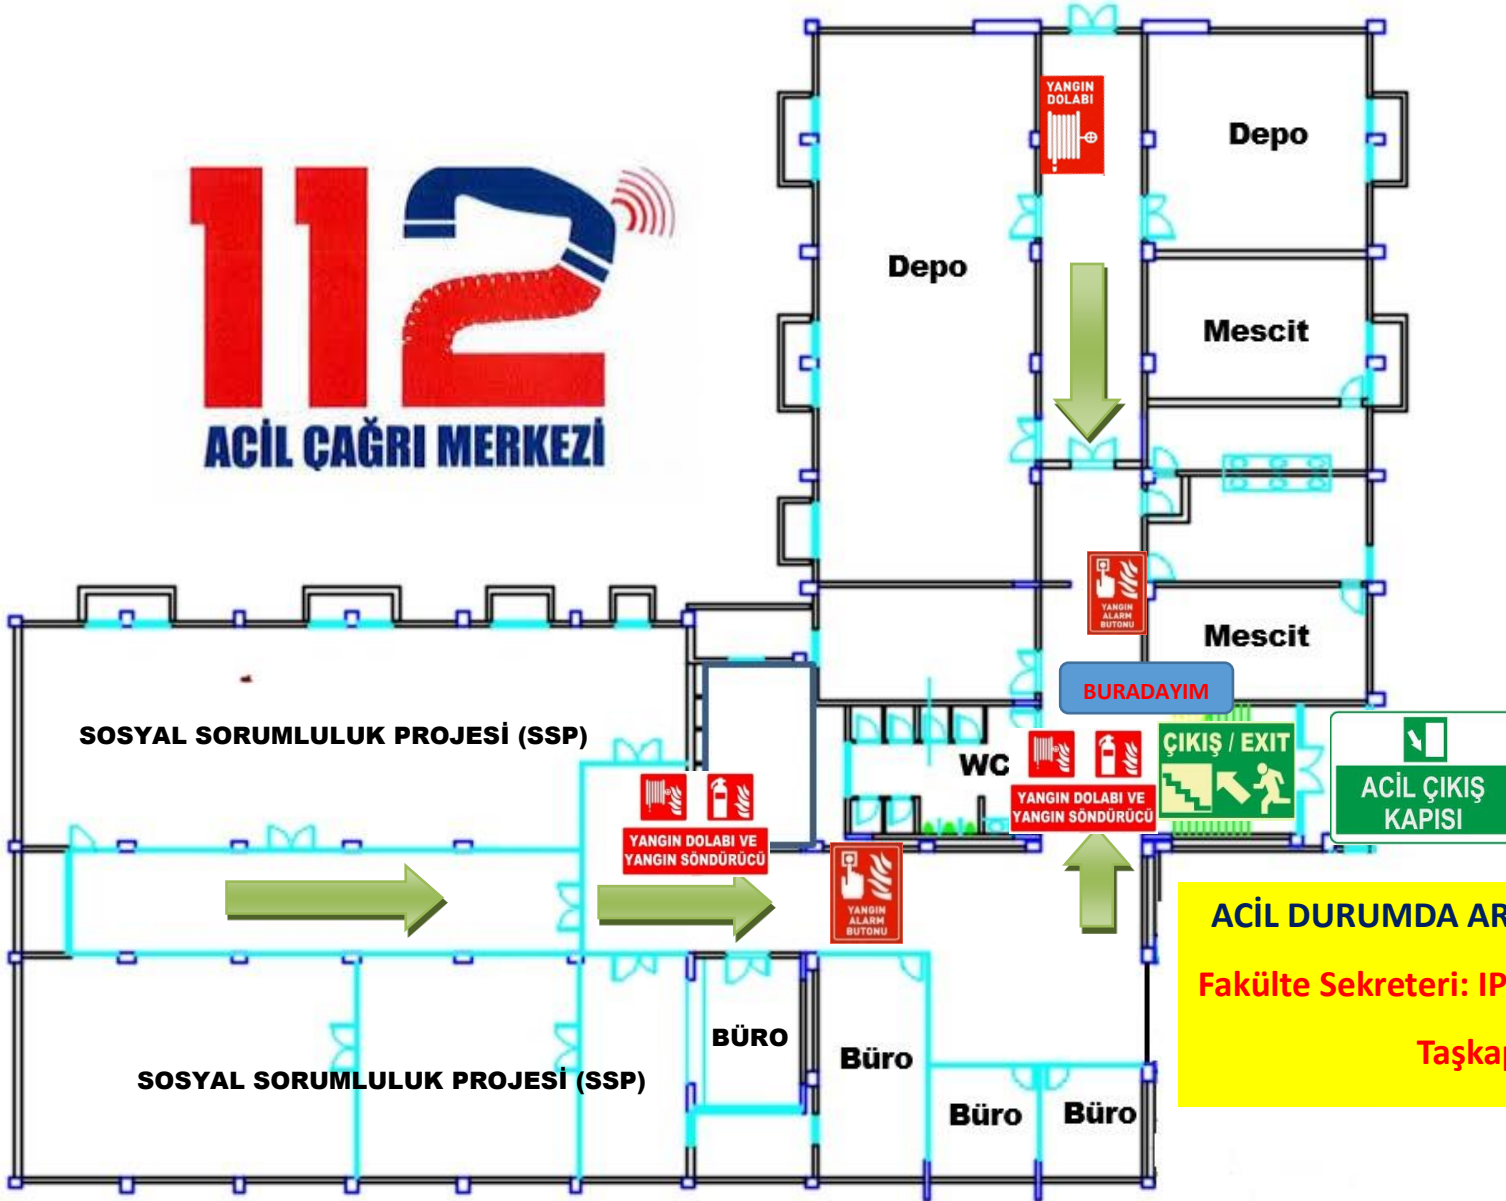 112
ACİL ÇAĞRI MERKEZİ
YANGIN
DOLABI
Depo
Depo
Mescit
YANGIN
ALARM
BUTONU
Mescit
BURADAYIM
SOSYAL SORUMLULUK PROJESİ (SSP)
WC
ÇIKIŞ / EXIT
ACİL ÇIKIŞ
KAPISI
YANGIN DOLABI VE
YANGIN SÖNDÜRÜCÜ
YANGIN DOLABI VE
YANGIN SÖNDÜRÜCÜ
YANGIN
ALARM
BUTONU
ACİL DURUMDA AR
Fakülte Sekreteri: IP
Taşkap
BÜRO
Büro
SOSYAL SORUMLULUK PROJESİ (SSP)
Büro
Büro